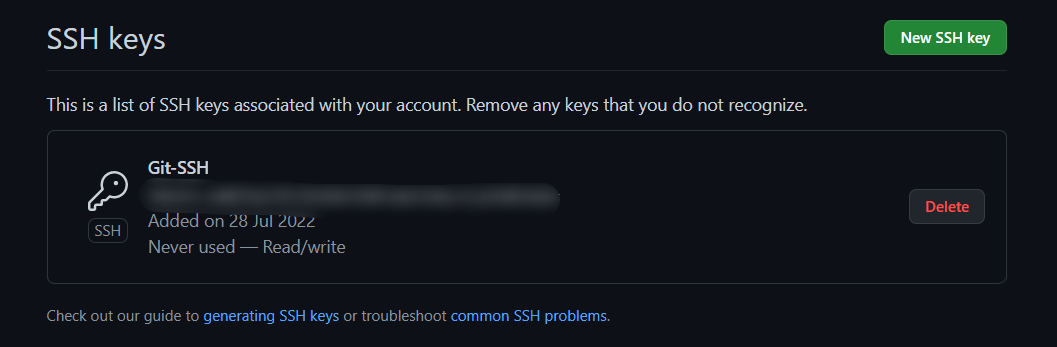 SSH keys
New SSH key
This is a list of SSH keys associated with your account. Remove any keys that you do not recognize.
Git-SSH
Added on 28 Jul 2022
SSH
Never used — Read/write
Delete
Check out our guide to generating SSH keys or troubleshoot common SSH problems.